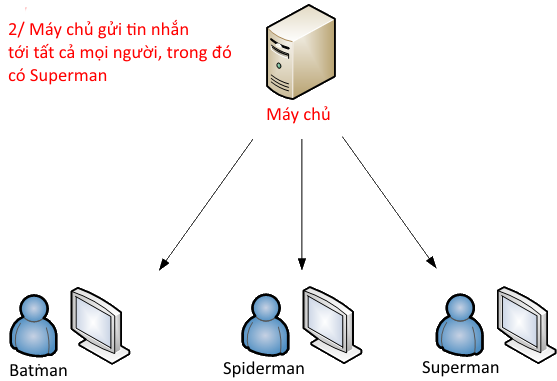 2/ Máy chủ gửi tin nhắn
tới tất cả mọi người, trong đó
có Superman
Máy chủ
Batman
Spiderman
Superman